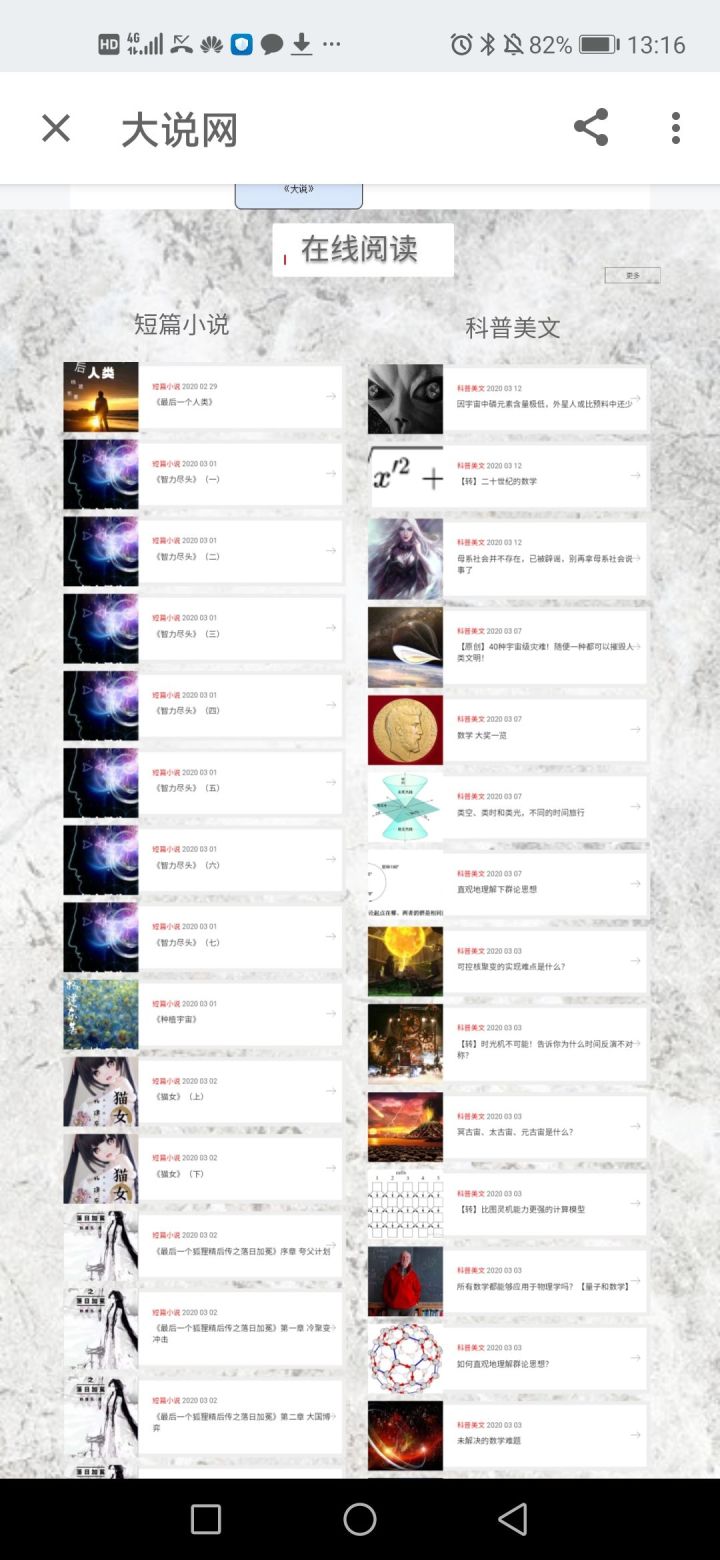 HD 4G 82% 13:16
大说网
《大说》
在线阅读
更多
短篇小说
后
人类
短篇小说 2020 02 29
《最后一个人类》
短篇小说 2020 03 01
《智力尽头》（一）
短篇小说 2020 03 01
《智力尽头》（二）
短篇小说 2020 03 01
《智力尽头》（三）
短篇小说 2020 03 01
《智力尽头》（四）
短篇小说 2020 03 01
《智力尽头》（五）
短篇小说 2020 03 01
《智力尽头》（六）
短篇小说 2020 03 01
《智力尽头》（七）
短篇小说 2020 03 01
《种植宇宙》
猫女
短篇小说 2020 03 02
《猫女》（上）
猫女
短篇小说 2020 03 02
《猫女》（下）
落日加冕
短篇小说 2020 03 02
《最后一个狐狸精后传之落日加冕》序章 夸父计划
之
落日加冕
短篇小说 2020 03 02
《最后一个狐狸精后传之落日加冕》第一章 冷聚变
冲击
之
落日加冕
短篇小说 2020 03 02
《最后一个狐狸精后传之落日加冕》第二章 大国博
弈
落日加冕
科普美文
科普美文 2020 03 12
因宇宙中磷元素含量极低，外星人或比预料中还少
x′2 +
科普美文 2020 03 12
【转】二十世纪的数学
科普美文 2020 03 12
母系社会并不存在，已被辟谣，别再拿母系社会说
事了
科普美文 2020 03 07
【原创】40种宇宙级灾难！随便一种都可以摧毁人
类文明！
科普美文 2020 03 07
数学 大奖一览
科普美文 2020 03 07
类空、类时和类光，不同的时间旅行
科普美文 2020 03 07
直观地理解下群论思想
科普美文 2020 03 03
可控核聚变的实现难点是什么？
科普美文 2020 03 03
【转】时光机不可能！告诉你为什么时间反演不对
称？
科普美文 2020 03 03
冥古宙、太古宙、元古宙是什么？
1 2 3 4 5
科普美文 2020 03 03
【转】比图灵机能力更强的计算模型
科普美文 2020 03 03
所有数学都能够应用于物理学吗？【量子和数学】
科普美文 2020 03 03
如何直观地理解群论思想？
科普美文 2020 03 03
未解决的数学难题